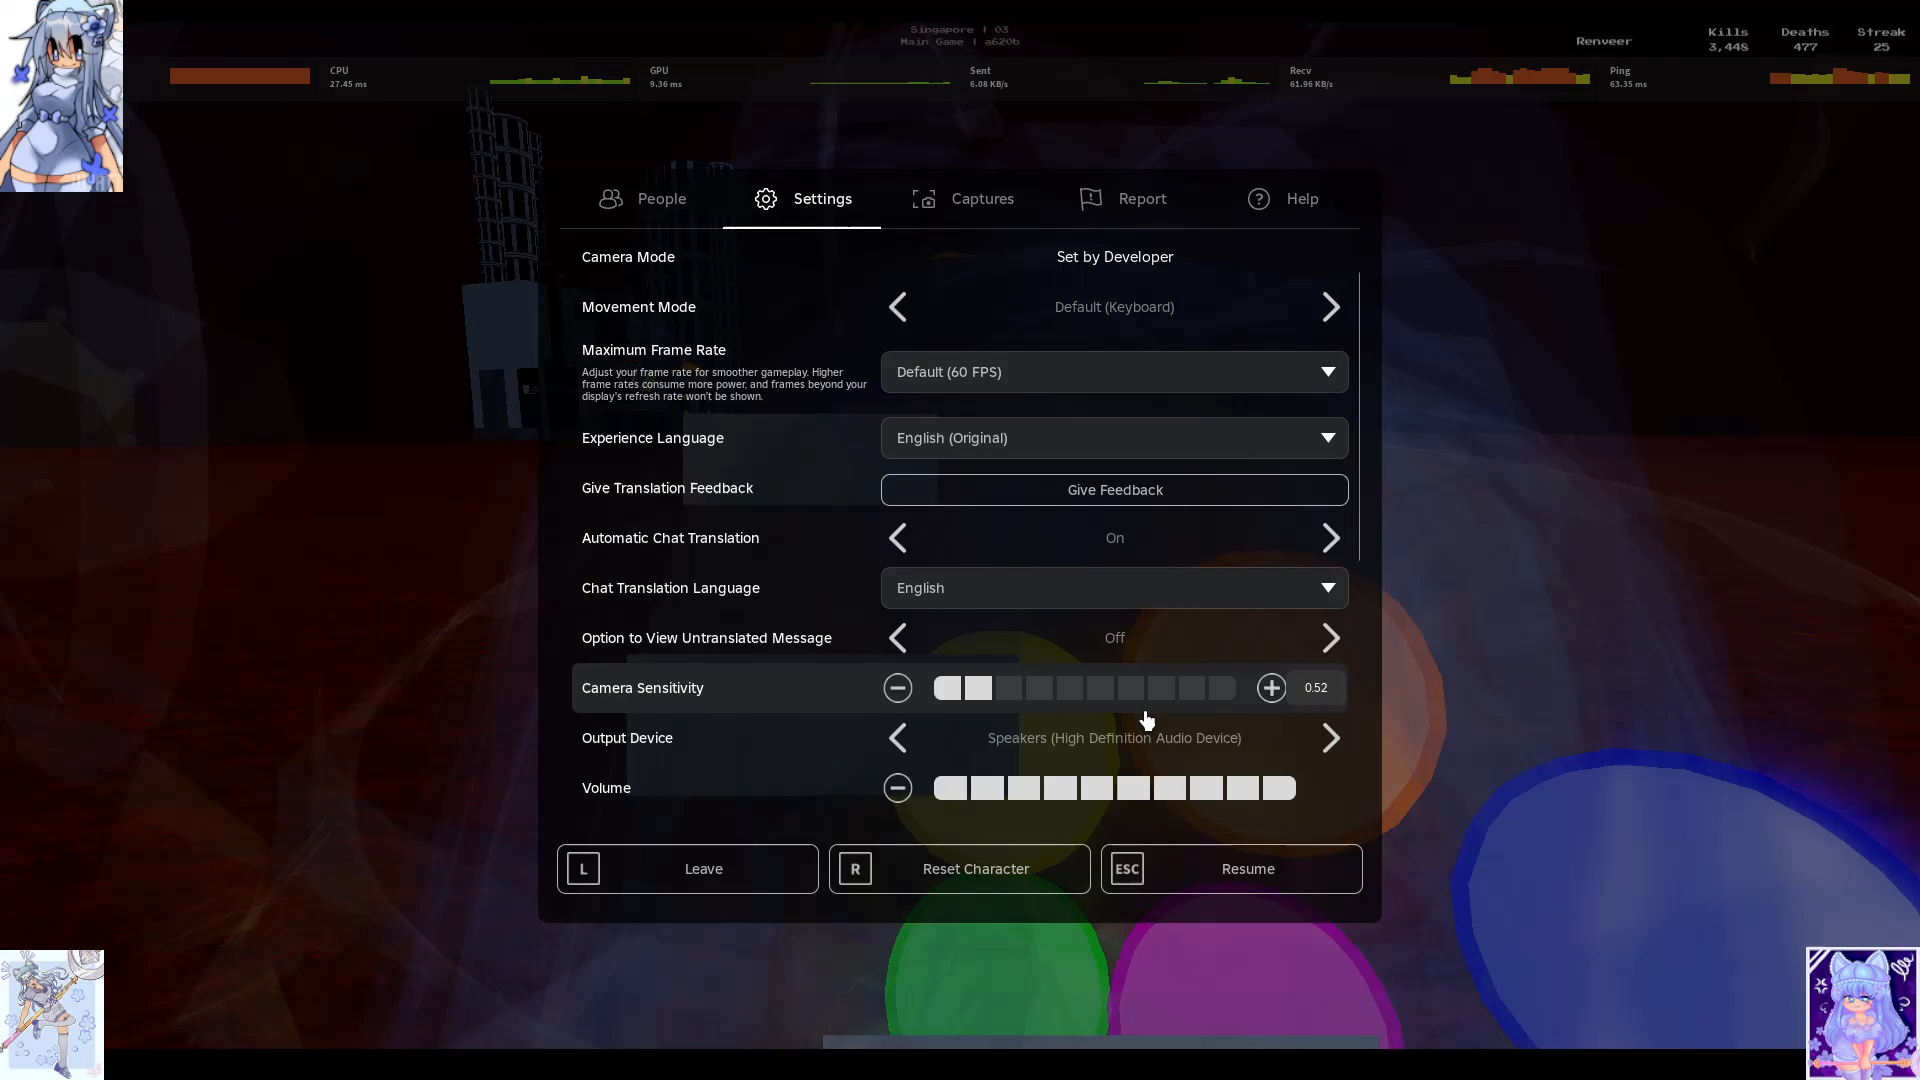 Singapore | 03
Main Game | a620b
Renveer
Kills
3,448
Deaths
477
Streak
25
CPU
27.45 ms
GPU
9.36 ms
Sent
6.08 KB/s
Recv
61.96 KB/s
Ping
63.35 ms
People
Settings
Captures
Report
Help
Camera Mode
Set by Developer
Movement Mode
Default (Keyboard)
Maximum Frame Rate
Adjust your frame rate for smoother gameplay. Higher
frame rates consume more power, and frames beyond your
display's refresh rate won't be shown.
Default (60 FPS)
Experience Language
English (Original)
Give Translation Feedback
Give Feedback
Automatic Chat Translation
On
Chat Translation Language
English
Option to View Untranslated Message
Off
Camera Sensitivity
0.52
Output Device
Speakers (High Definition Audio Device)
Volume
L
Leave
R
Reset Character
ESC
Resume